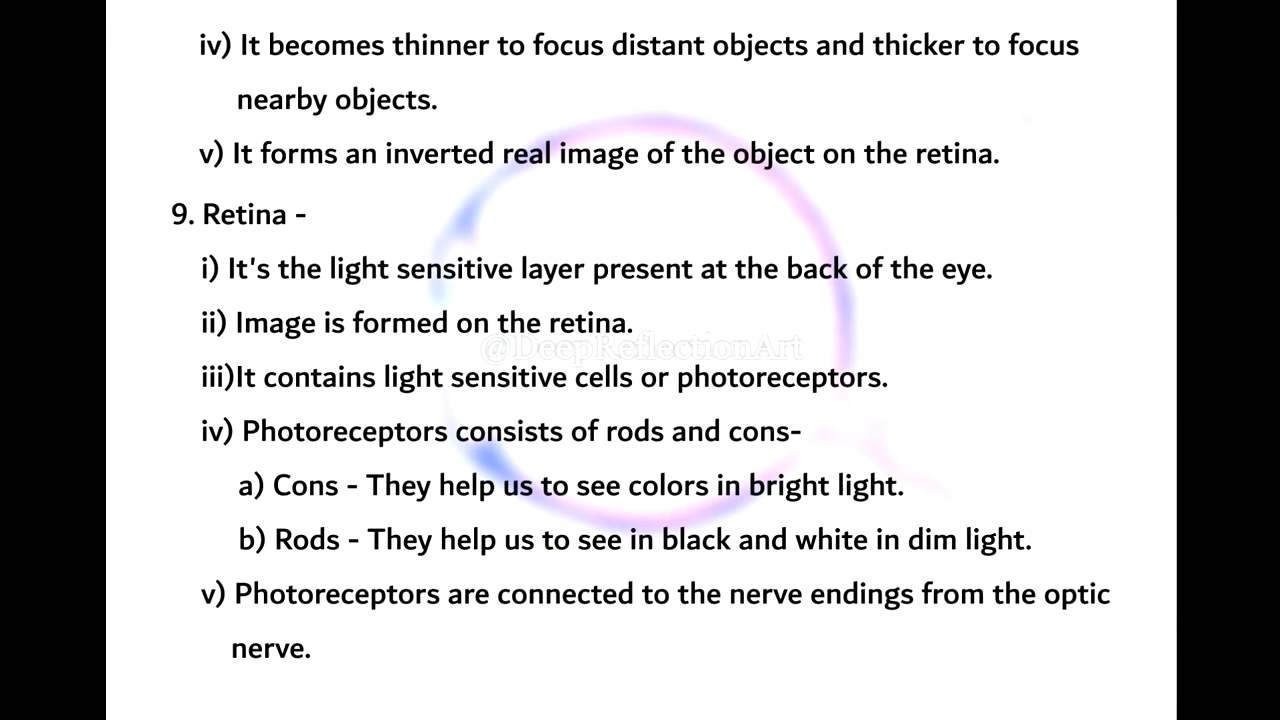 iv) It becomes thinner to focus distant objects and thicker to focus
nearby objects.
v) It forms an inverted real image of the object on the retina.
9. Retina -
i) It's the light sensitive layer present at the back of the eye.
ii) Image is formed on the retina.
@DeepReflectionArt
iii)It contains light sensitive cells or photoreceptors.
iv) Photoreceptors consists of rods and cons-
a) Cons - They help us to see colors in bright light.
b) Rods - They help us to see in black and white in dim light.
v) Photoreceptors are connected to the nerve endings from the optic
nerve.